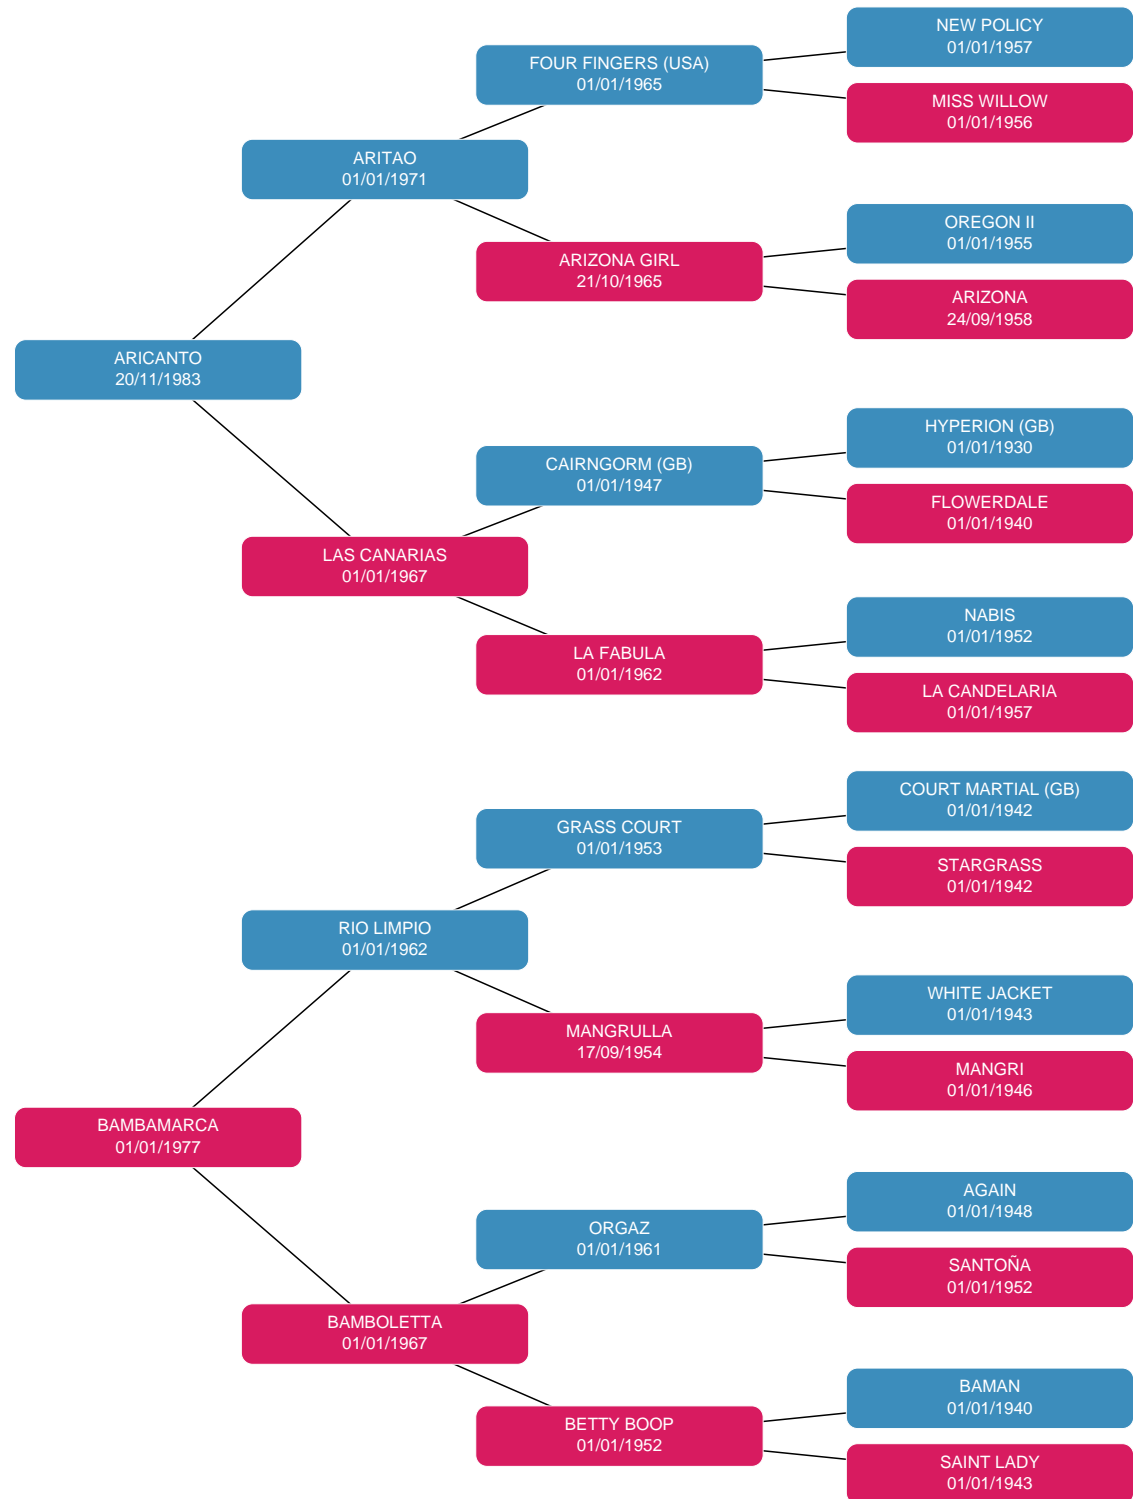 NEW POLICY
01/01/1957
FOUR FINGERS (USA)
01/01/1965
MISS WILLOW
01/01/1956
ARITAO
01/01/1971
OREGON II
01/01/1955
ARIZONA GIRL
21/10/1965
ARIZONA
24/09/1958
ARICANTO
20/11/1983
HYPERION (GB)
01/01/1930
CAIRNGORM (GB)
01/01/1947
FLOWERDALE
01/01/1940
LAS CANARIAS
01/01/1967
NABIS
01/01/1952
LA FABULA
01/01/1962
LA CANDELARIA
01/01/1957
COURT MARTIAL (GB)
01/01/1942
GRASS COURT
01/01/1953
STARGRASS
01/01/1942
RIO LIMPIO
01/01/1962
WHITE JACKET
01/01/1943
MANGRULLA
17/09/1954
MANGRI
01/01/1946
BAMBAMARCA
01/01/1977
AGAIN
01/01/1948
ORGAZ
01/01/1961
SANTOÑA
01/01/1952
BAMBOLETTA
01/01/1967
BAMAN
01/01/1940
BETTY BOOP
01/01/1952
SAINT LADY
01/01/1943